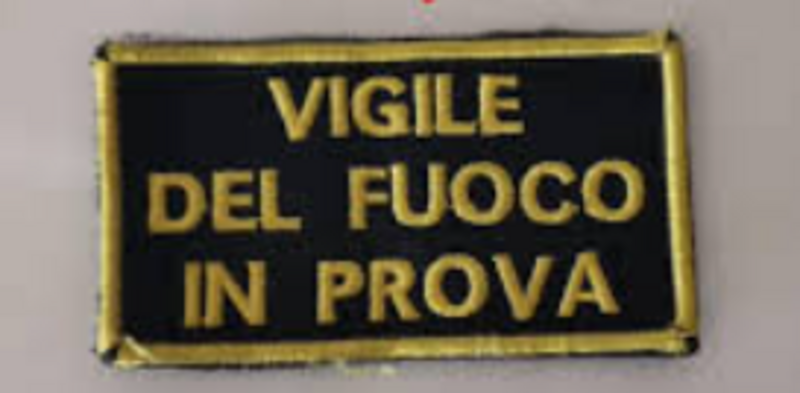 VIGILE
DEL FUOCO
IN PROVA